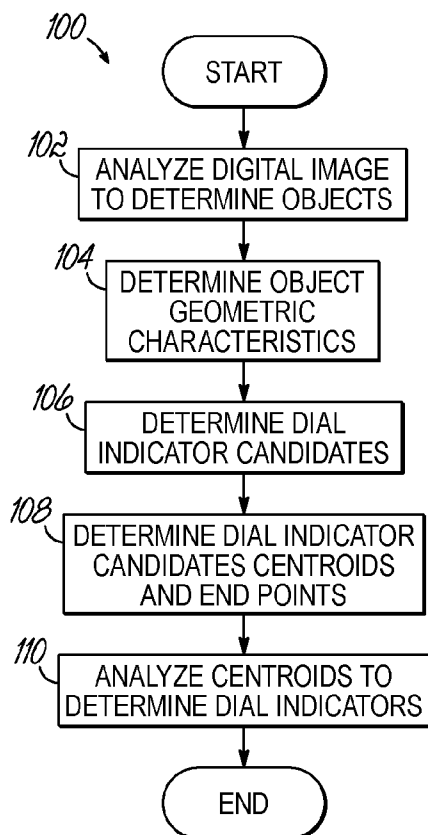 100
START
102
ANALYZE DIGITAL IMAGE
TO DETERMINE OBJECTS
104
DETERMINE OBJECT
GEOMETRIC
CHARACTERISTICS
106
DETERMINE DIAL
INDICATOR CANDIDATES
108
DETERMINE DIAL INDICATOR
CANDIDATES CENTROIDS
AND END POINTS
110
ANALYZE CENTROIDS TO
DETERMINE DIAL INDICATORS
END